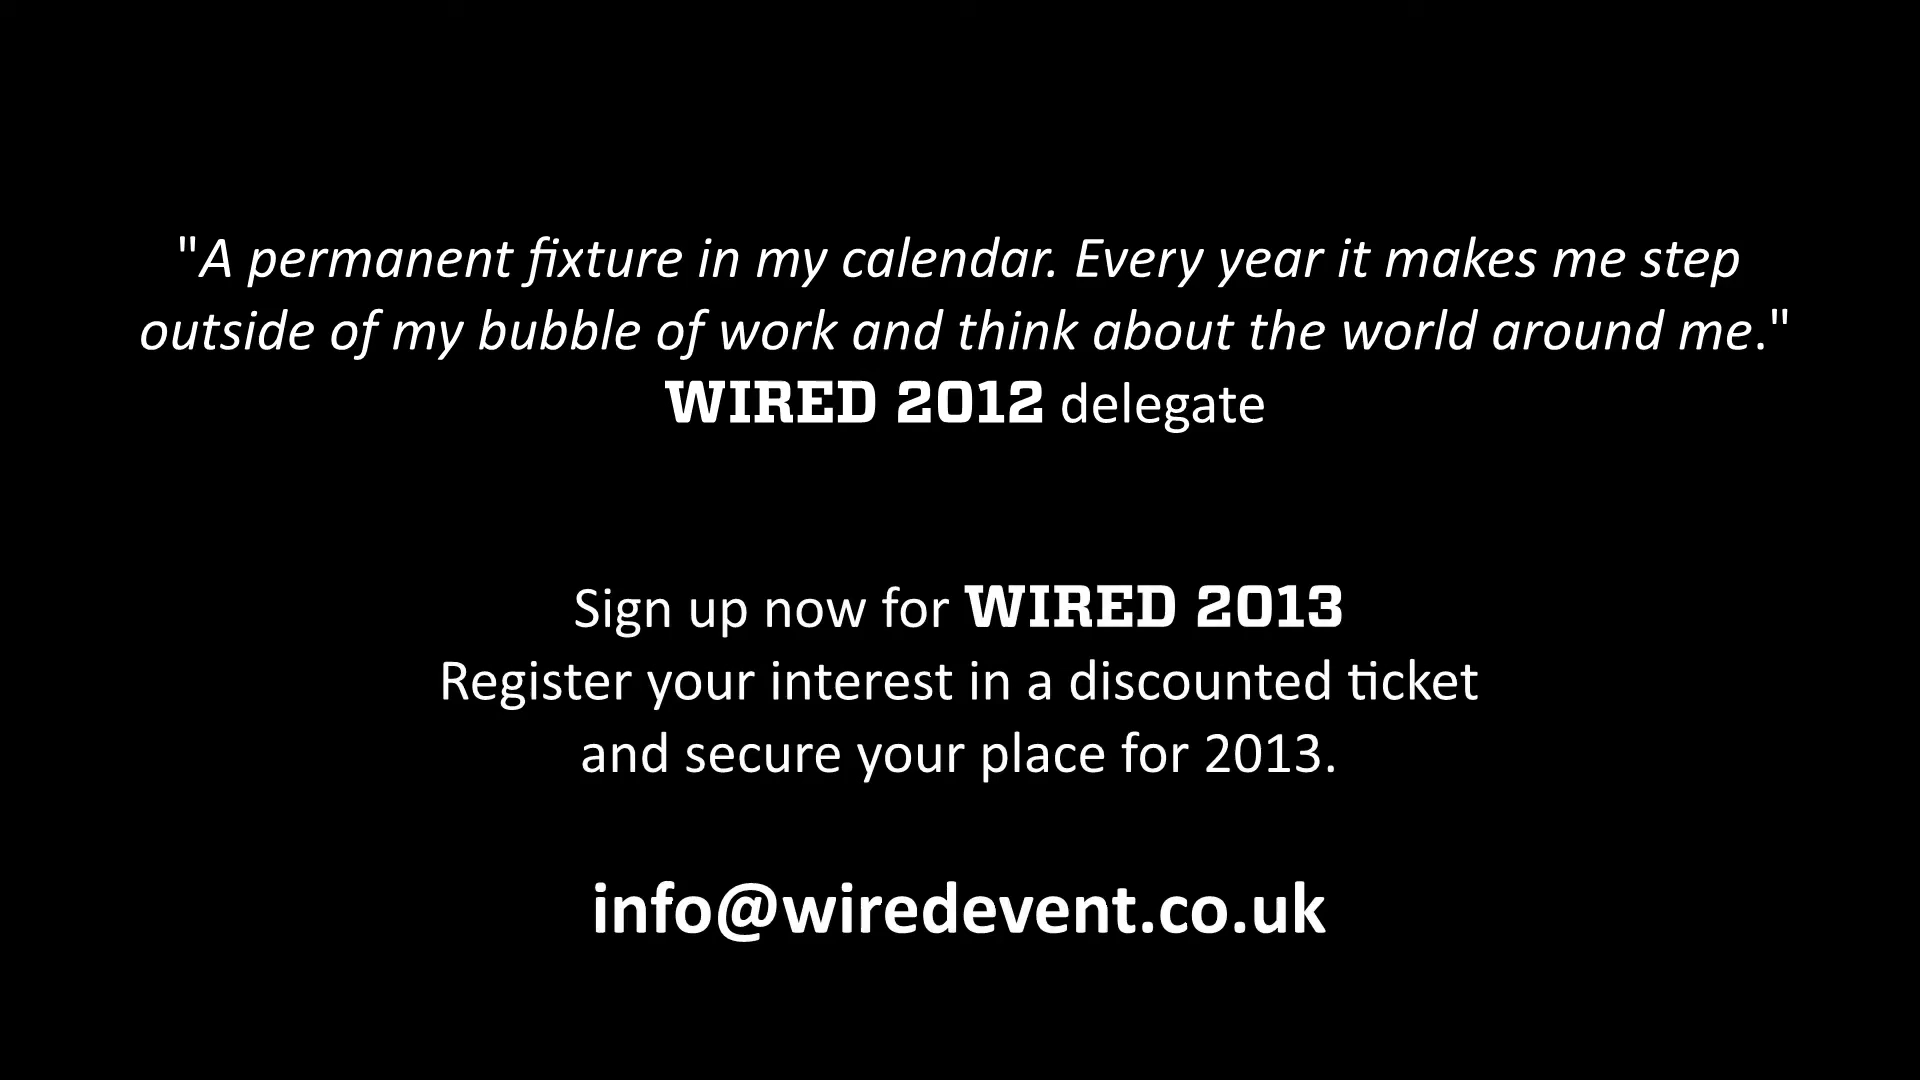 "A permanent fixture in my calendar. Every year it makes me step
outside of my bubble of work and think about the world around me."
WIRED 2012 delegate
Sign up now for WIRED 2013
Register your interest in a discounted ticket
and secure your place for 2013.
info@wiredevent.co.uk